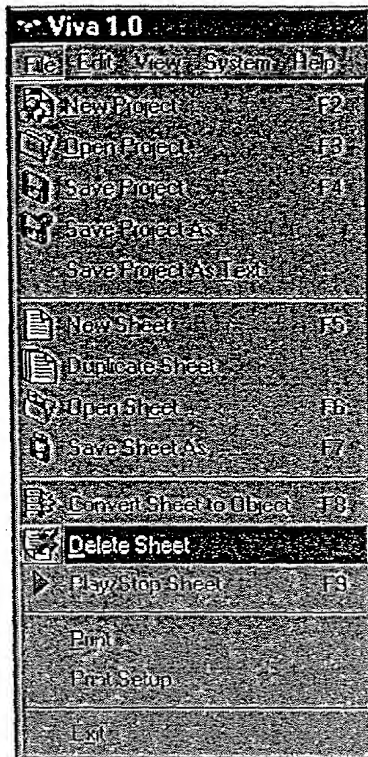 Viva 1.0
File Edit View System Help
New Project F2
Open Project F3
Save Project F4
Save Project As
Save Project As Text
New Sheet F5
Duplicate Sheet
Open Sheet F6
Save Sheet As F7
Convert Sheet to Object F8
Delete Sheet
Play/Stop Sheet F9
Print
Print Setup
Exit